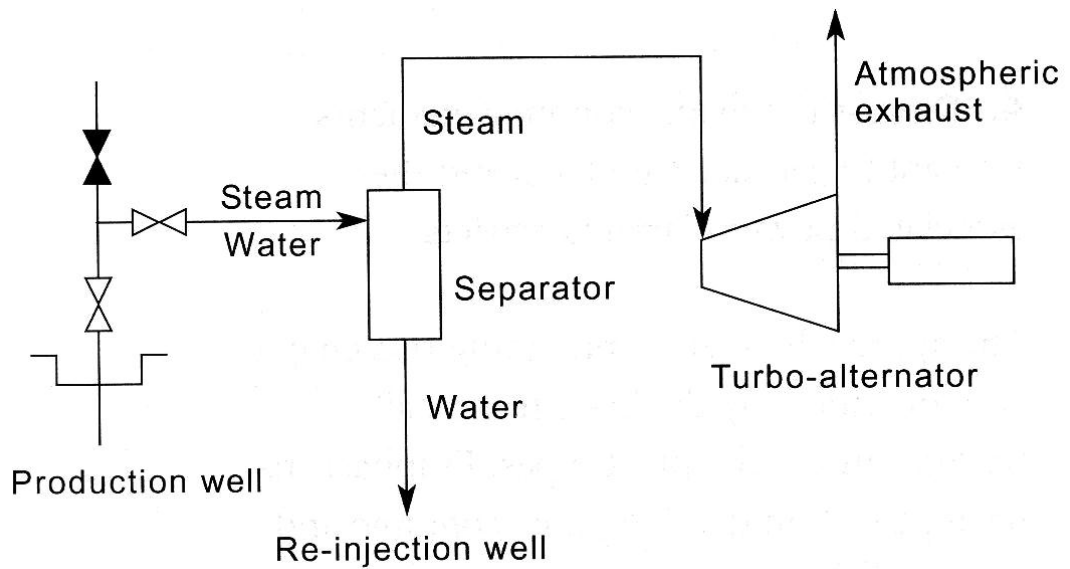 Atmospheric
exhaust
Steam
Steam
Water
Separator
Turbo-alternator
Water
Production well
Re-injection well